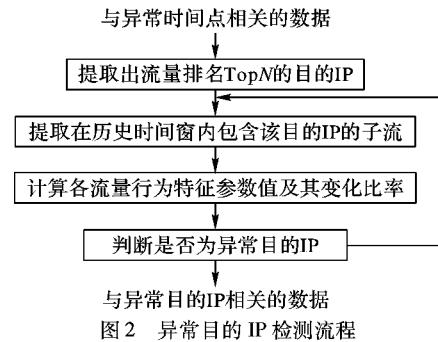 与异常时间点相关的数据
提取出流量排名TopN的目的IP
提取在历史时间窗内包含该目的IP的子流
计算各流量行为特征参数值及其变化比率
判断是否为异常目的IP
与异常目的IP相关的数据
图2 异常目的IP检测流程